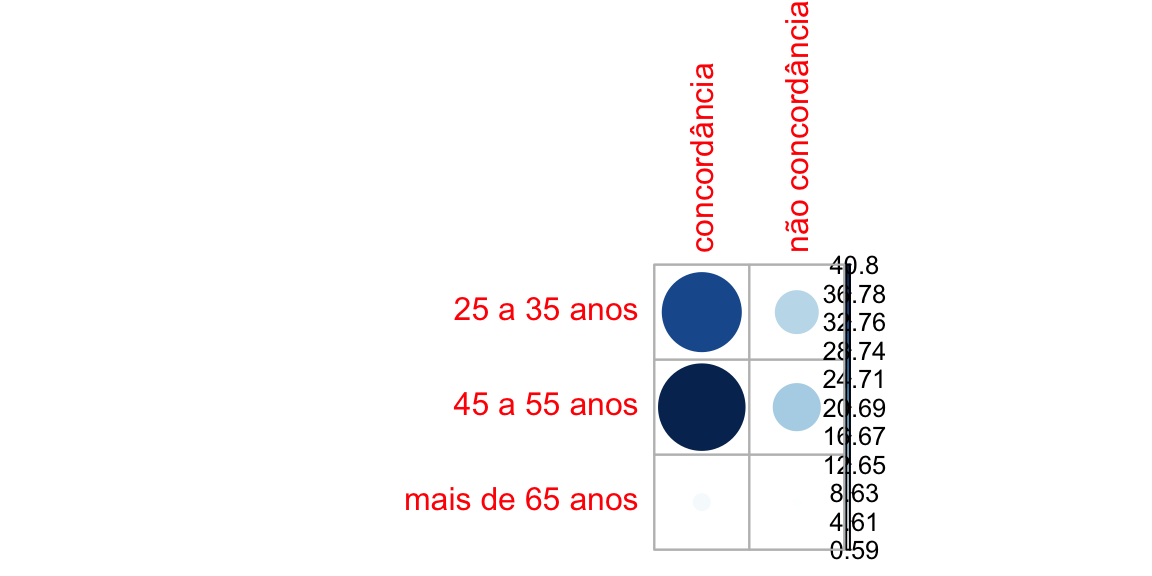 concordância
não concordância
25 a 35 anos
45 a 55 anos
mais de 65 anos
40.8
36.78
32.76
28.74
24.71
20.69
16.67
12.65
8.63
4.61
0.59